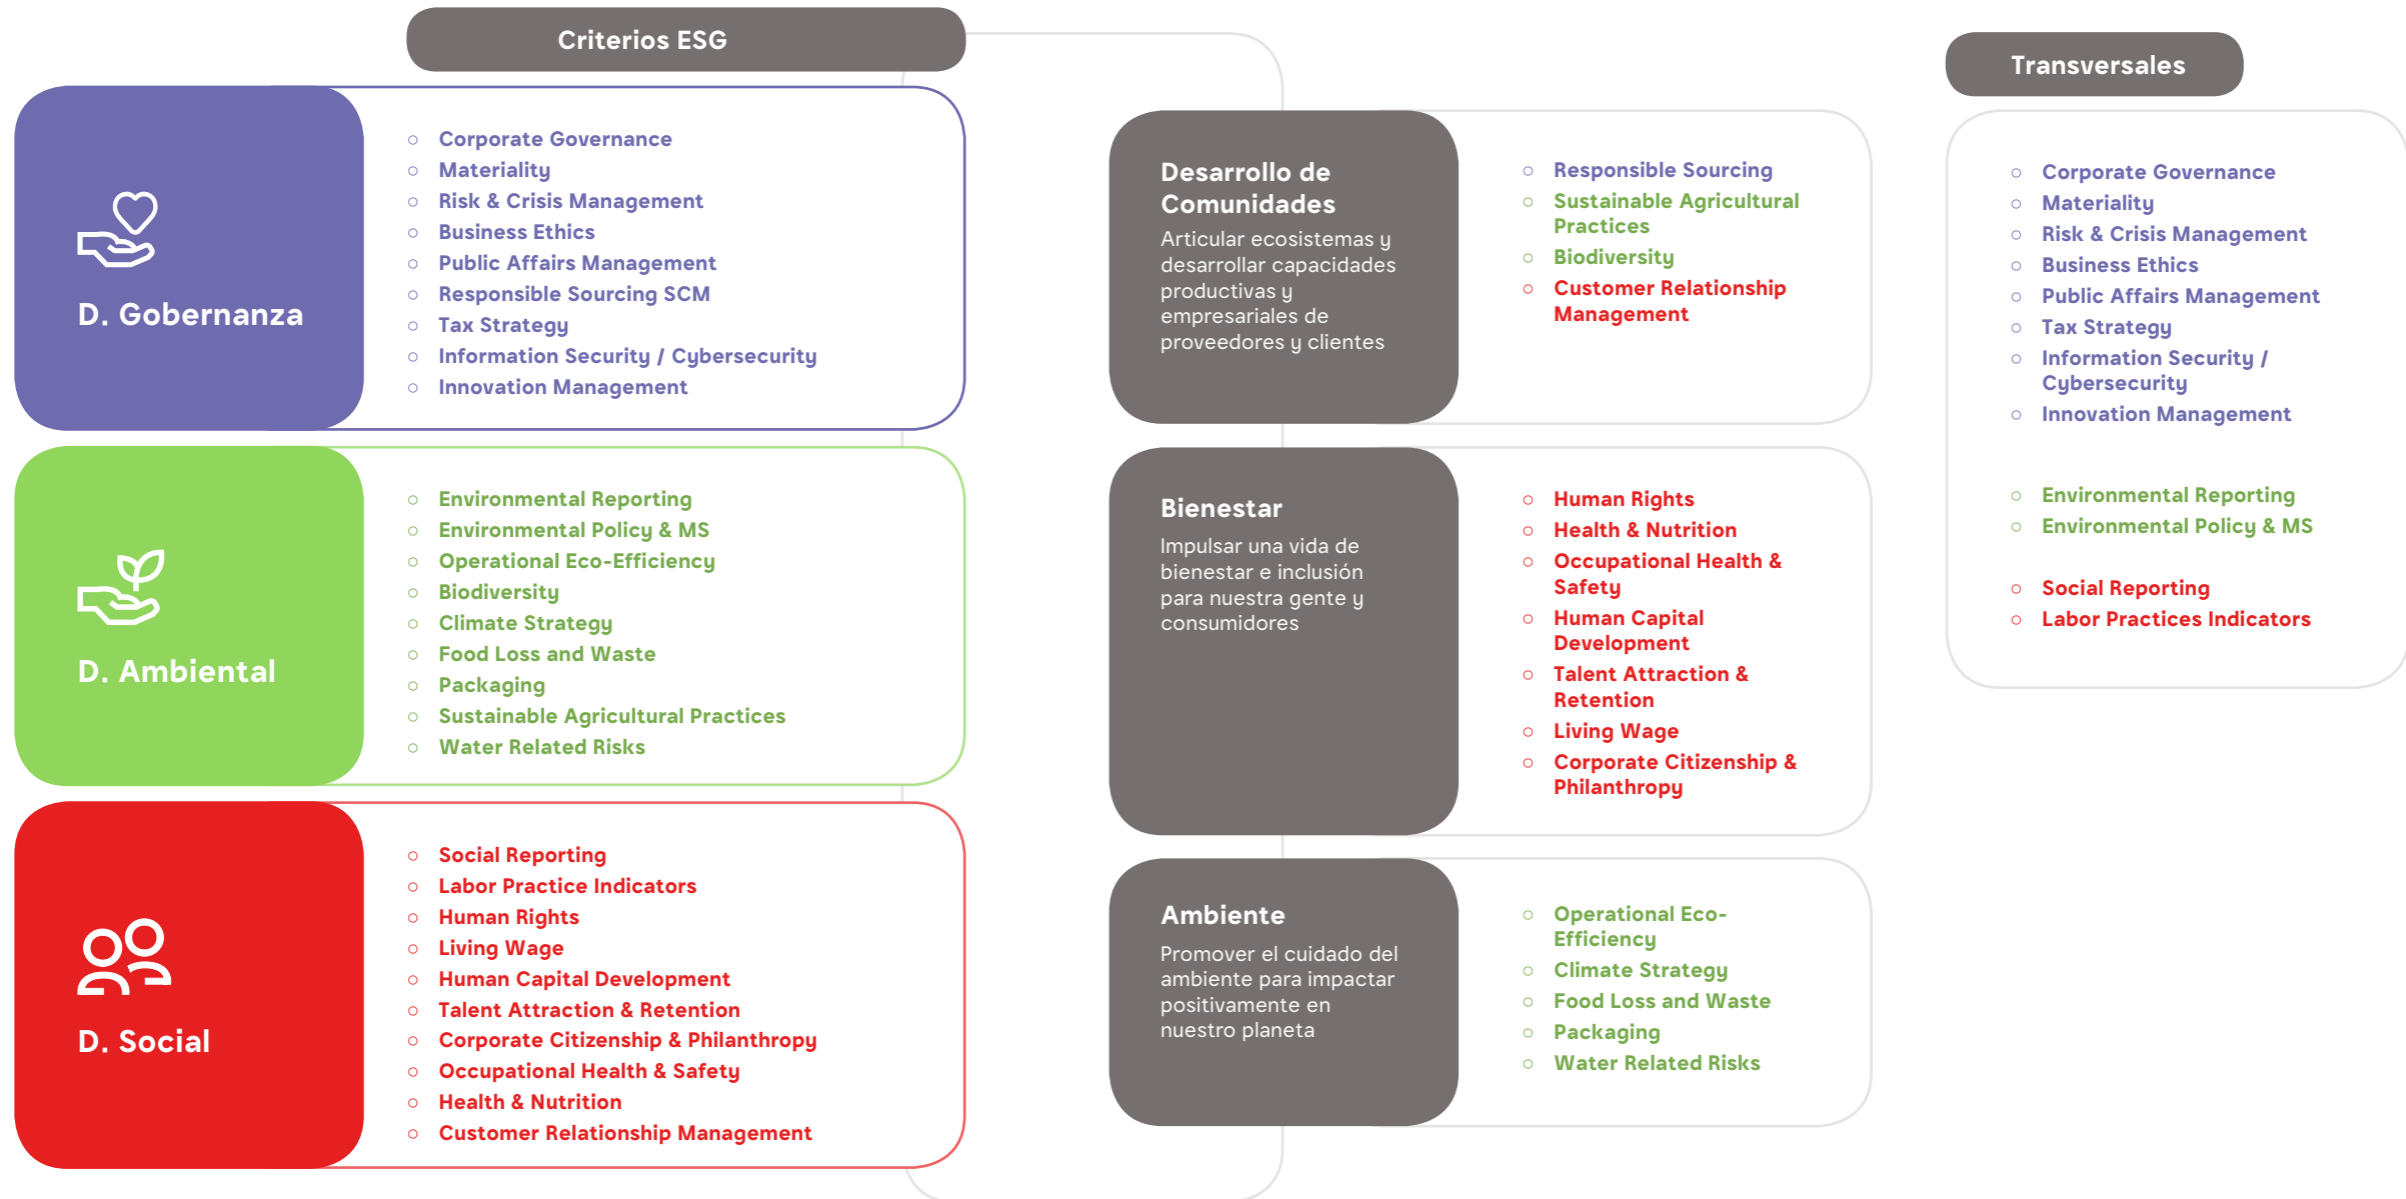 Criterios ESG
D. Gobernanza
Corporate Governance
Materiality
Risk & Crisis Management
Business Ethics
Public Affairs Management
Responsible Sourcing SCM
Tax Strategy
Information Security / Cybersecurity
Innovation Management
D. Ambiental
Environmental Reporting
Environmental Policy & MS
Operational Eco-Efficiency
Biodiversity
Climate Strategy
Food Loss and Waste
Packaging
Sustainable Agricultural Practices
Water Related Risks
D. Social
Social Reporting
Labor Practice Indicators
Human Rights
Living Wage
Human Capital Development
Talent Attraction & Retention
Corporate Citizenship & Philanthropy
Occupational Health & Safety
Health & Nutrition
Customer Relationship Management
Desarrollo de
Comunidades
Articular ecosistemas y
desarrollar capacidades
productivas y
empresariales de
proveedores y clientes
Responsible Sourcing
Sustainable Agricultural
Practices
Biodiversity
Customer Relationship
Management
Bienestar
Impulsar una vida de
bienestar e inclusión
para nuestra gente y
consumidores
Human Rights
Health & Nutrition
Occupational Health &
Safety
Human Capital
Development
Talent Attraction &
Retention
Living Wage
Corporate Citizenship &
Philanthropy
Ambiente
Promover el cuidado del
ambiente para impactar
positivamente en
nuestro planeta
Operational Eco-
Efficiency
Climate Strategy
Food Loss and Waste
Packaging
Water Related Risks
Transversales
Corporate Governance
Materiality
Risk & Crisis Management
Business Ethics
Public Affairs Management
Tax Strategy
Information Security /
Cybersecurity
Innovation Management
Environmental Reporting
Environmental Policy & MS
Social Reporting
Labor Practices Indicators